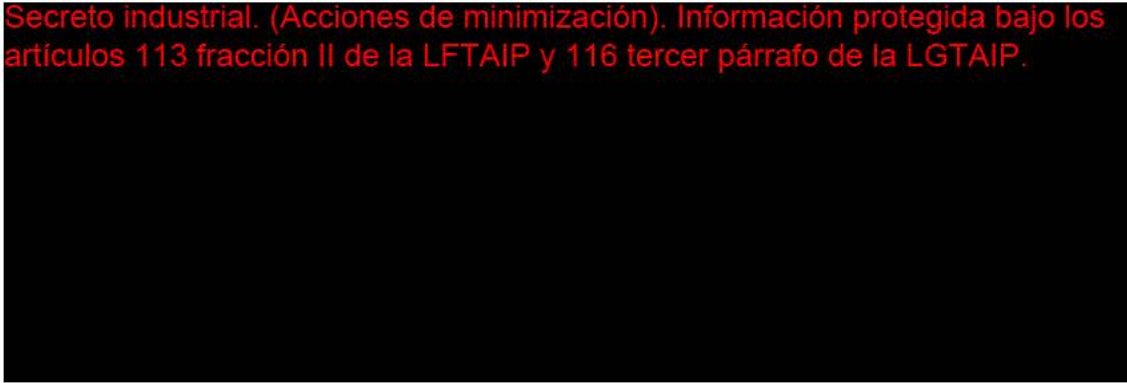 Secreto industrial. (Acciones de minimización). Información protegida bajo los
artículos 113 fracción II de la LFTAIP y 116 tercer párrafo de la LGTAIP.